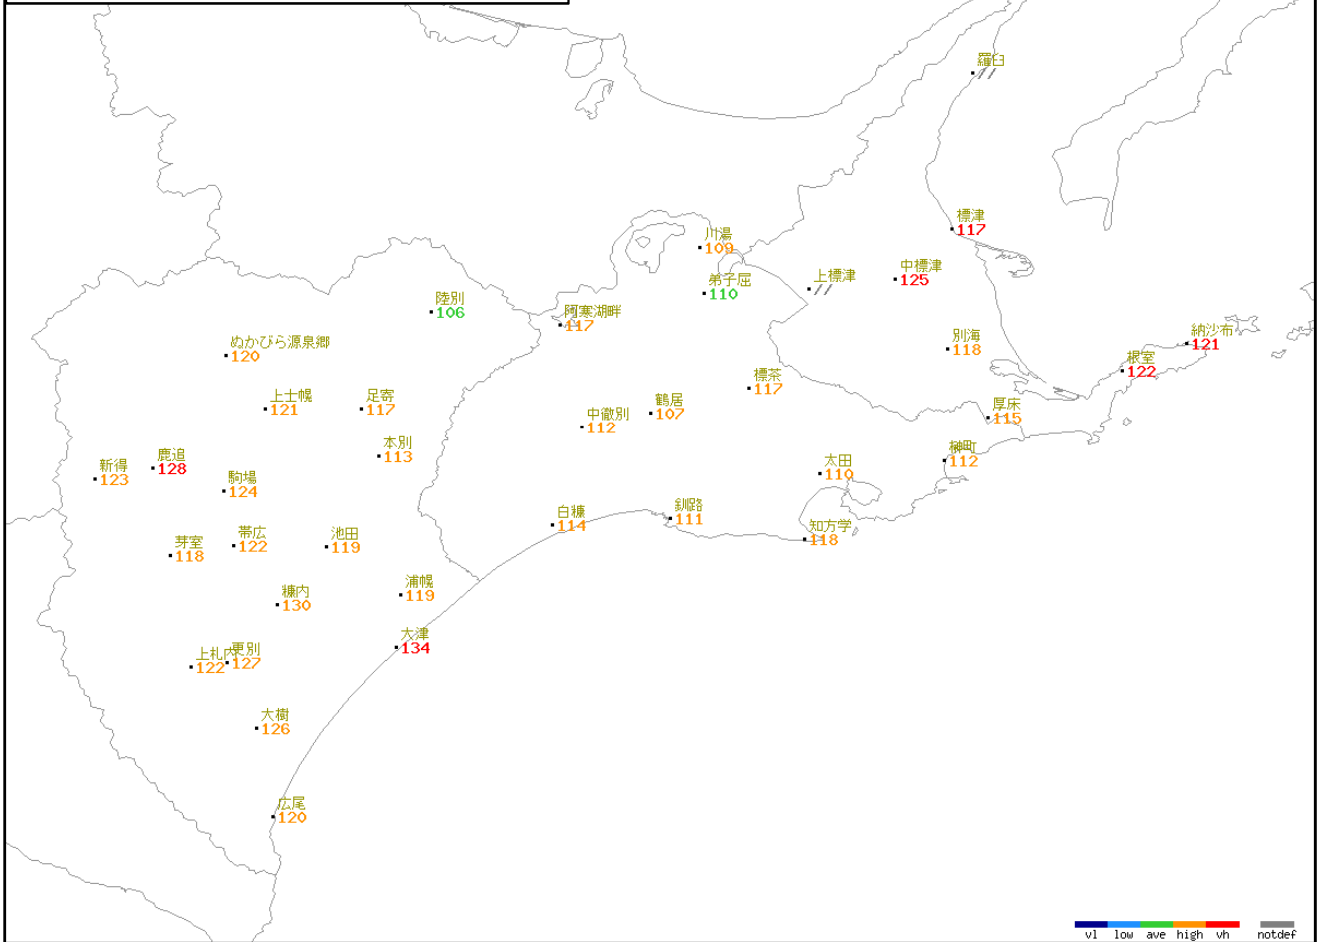 羅臼
//
標津
117
川湯
109
中標津
125
上標津
//
弟子屈
110
陸別
106
阿寒湖畔
117
ぬかびら源泉郷
120
別海
118
納沙布
121
根室
122
標茶
117
上士幌
121
足寄
117
鶴居
107
中徹別
112
厚床
115
本別
113
榊町
112
鹿追
128
新得
123
太田
110
駒場
124
白糠
114
釧路
111
知方学
118
帯広
122
池田
119
芽室
118
浦幌
119
糠内
130
大津
134
上札内
122
更別
127
大樹
126
広尾
120
vl low ave high vh notdef